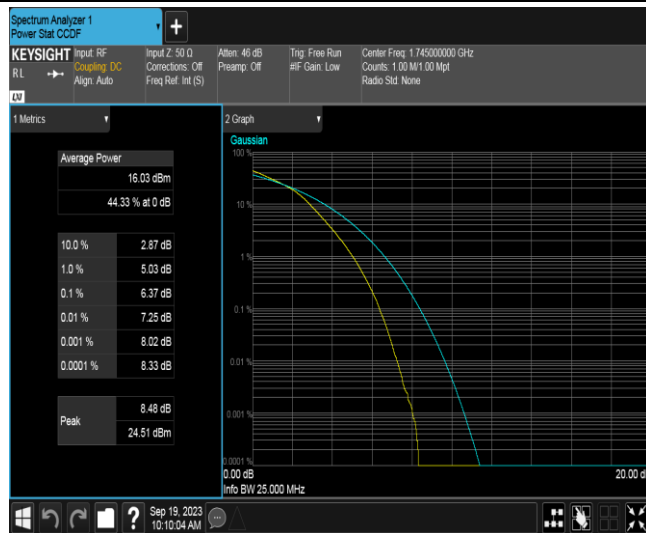 Spectrum Analyzer 1
Power Stat CCDF
+
KEYSIGHT
RL
Input: RF
Coupling: DC
Align: Auto
Input Z: 50 Ω
Corrections: Off
Freq Ref: Int (S)
Atten: 46 dB
Preamp: Off
Trig: Free Run
#IF Gain: Low
Center Freq: 1.745000000 GHz
Counts: 1.00 M/1.00 Mpt
Radio Std: None
1 Metrics
Average Power
16.03 dBm
44.33 % at 0 dB
10.0 % 2.87 dB
1.0 % 5.03 dB
0.1 % 6.37 dB
0.01 % 7.25 dB
0.001 % 8.02 dB
0.0001 % 8.33 dB
Peak
8.48 dB
24.51 dBm
2 Graph
Gaussian
100 %
10 %
1 %
0.1 %
0.01 %
0.001 %
0.0001 %
0.00 dB
20.00 d
Info BW 25.000 MHz
?
Sep 19, 2023
10:10:04 AM